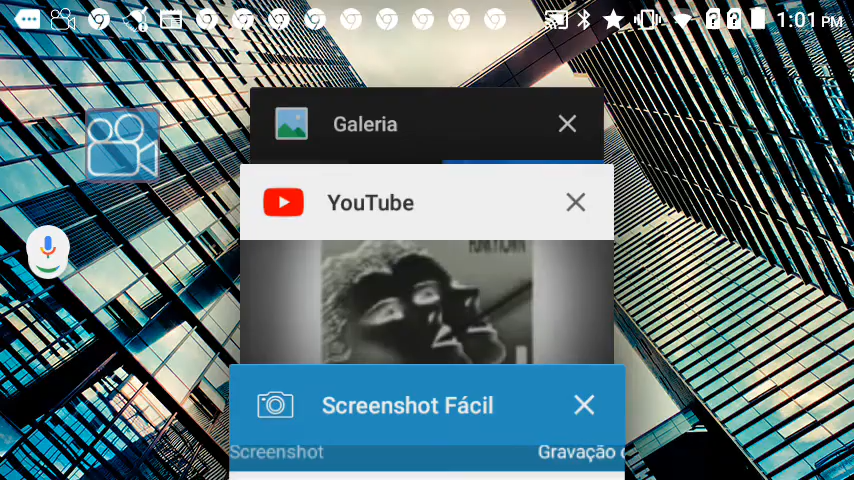 1:01 PM
Galeria
YouTube
Screenshot Fácil
Screenshot
Gravação